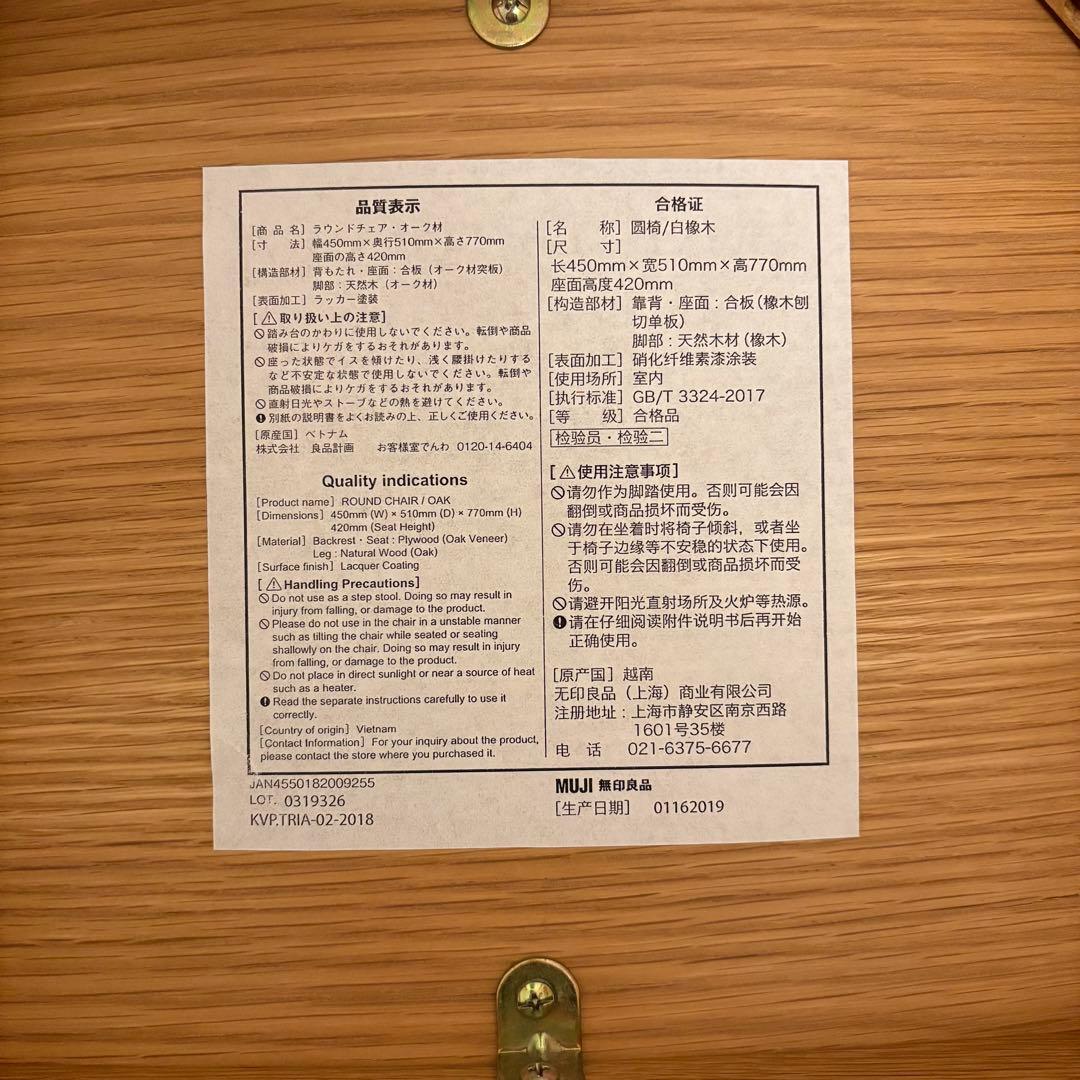 品質表示
[商 品 名] ラウンドチェア・オーク材
[寸　　法] 幅450mm×奥行510mm×高さ770mm
座面の高さ420mm
[構造部材] 背もたれ・座面：合板（オーク材突板）
脚部：天然木（オーク材）
[表面加工] ラッカー塗装
[⚠取り扱い上の注意]
🚫踏み台のかわりに使用しないでください。転倒や商品
破損によりケガをするおそれがあります。
🚫座った状態でイスを傾けたり、浅く腰掛けたりする
など不安定な状態で使用しないでください。転倒や
商品破損によりケガをするおそれがあります。
🚫直射日光やストーブなどの熱を避けてください。
❗別紙の説明書をよくお読みの上、正しくご使用ください。
[原産国] ベトナム
株式会社　良品計画　　お客様室でんわ 0120-14-6404
Quality indications
[Product name] ROUND CHAIR / OAK
[Dimensions] 450mm (W) × 510mm (D) × 770mm (H)
420mm (Seat Height)
[Material] Backrest・Seat : Plywood (Oak Veneer)
Leg : Natural Wood (Oak)
[Surface finish] Lacquer Coating
[⚠Handling Precautions]
🚫Do not use as a step stool. Doing so may result in
injury from falling, or damage to the product.
🚫Please do not use in the chair in a unstable manner
such as tilting the chair while seated or seating
shallowly on the chair. Doing so may result in injury
from falling, or damage to the product.
🚫Do not place in direct sunlight or near a source of heat
such as a heater.
❗Read the separate instructions carefully to use it
correctly.
[Country of origin] Vietnam
[Contact Information] For your inquiry about the product,
please contact the store where you purchased it.
合格证
[名　　称] 圆椅/白橡木
[尺　　寸]
长450mm×宽510mm×高770mm
座面高度420mm
[构造部材] 靠背・座面：合板（橡木刨
切单板）
脚部：天然木材（橡木）
[表面加工] 硝化纤维素漆涂装
[使用场所] 室内
[执行标准] GB/T 3324-2017
[等　　级] 合格品
检验员・检验二
[⚠使用注意事项]
🚫请勿作为脚踏使用。否则可能会因
翻倒或商品损坏而受伤。
🚫请勿在坐着时将椅子倾斜，或者坐
于椅子边缘等不安稳的状态下使用。
否则可能会因翻倒或商品损坏而受
伤。
🚫请避开阳光直射场所及火炉等热源。
❗请在仔细阅读附件说明书后再开始
正确使用。
[原产国] 越南
无印良品（上海）商业有限公司
注册地址：上海市静安区南京西路
1601号35楼
电　话　021-6375-6677
JAN4550182009255
LOT. 0319326
KVP.TRIA-02-2018
MUJI 無印良品
[生产日期] 01162019